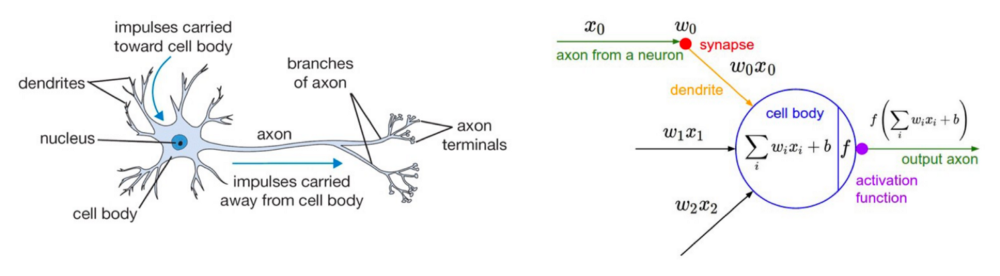 impulses carried
toward cell body
dendrites
nucleus
cell body
axon
impulses carried
away from cell body
branches
of axon
axon
terminals
x₀
axon from a neuron
w₀
synapse
w₀x₀
dendrite
w₁x₁
w₂x₂
cell body
∑ᵢ wᵢxᵢ + b
f
f(∑ᵢ wᵢxᵢ + b)
output axon
activation
function